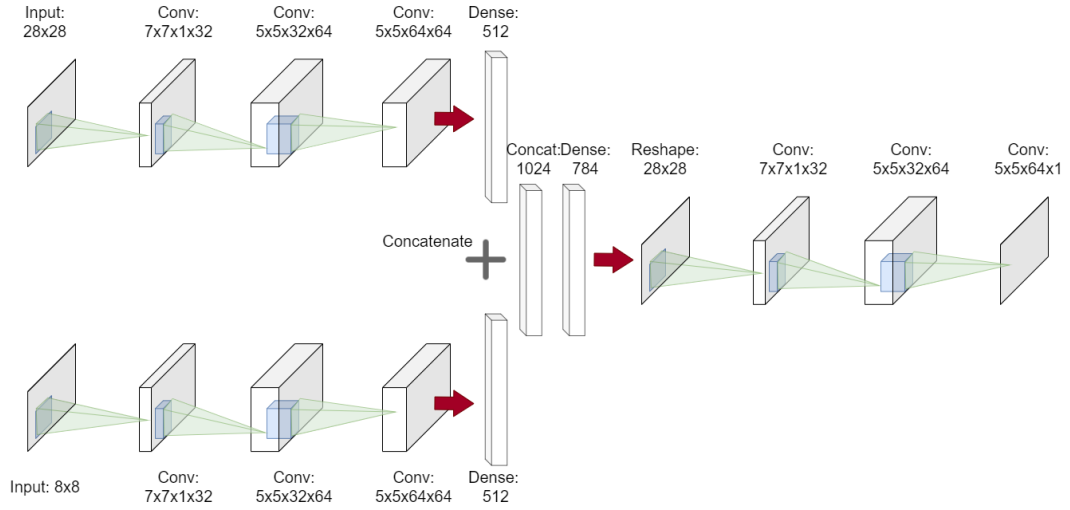 Input:
28x28
Conv:
7x7x1x32
Conv:
5x5x32x64
Conv:
5x5x64x64
Dense:
512
Concat:
1024
Dense:
784
Reshape:
28x28
Conv:
7x7x1x32
Conv:
5x5x32x64
Conv:
5x5x64x1
Concatenate
Input: 8x8
Conv:
7x7x1x32
Conv:
5x5x32x64
Conv:
5x5x64x64
Dense:
512